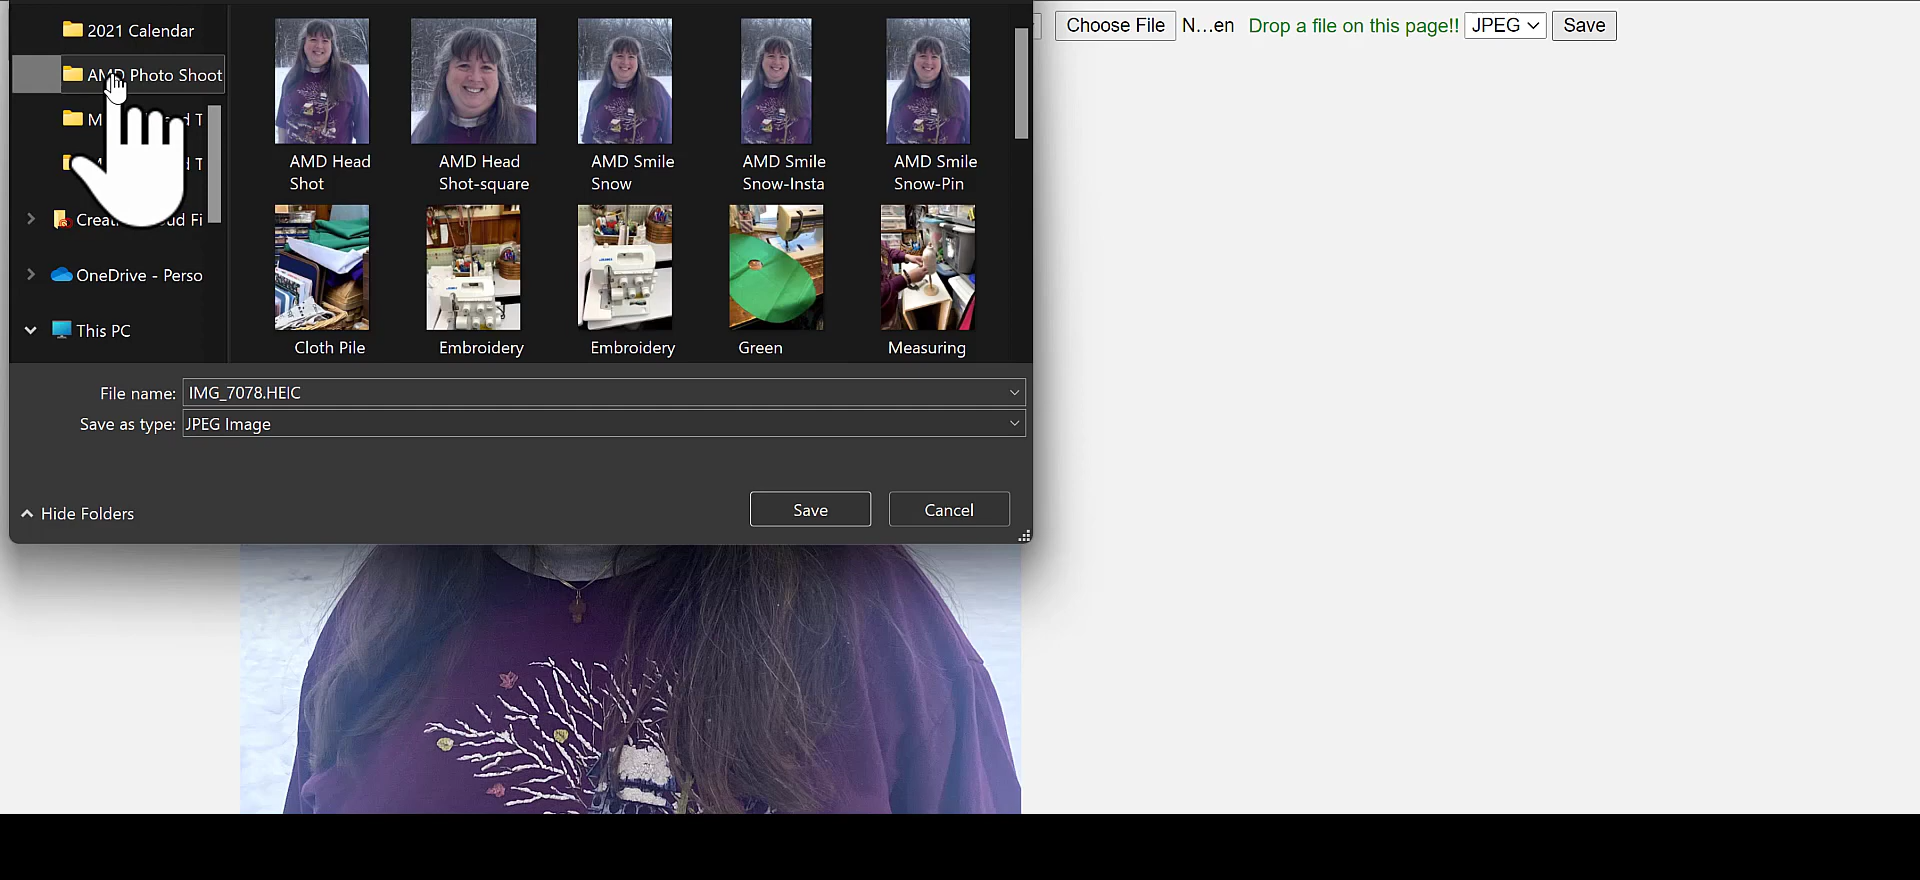 2021 Calendar
AMD Photo Shoot
OneDrive - Perso
This PC
AMD Head Shot
AMD Head Shot-square
AMD Smile Snow
AMD Smile Snow-Insta
AMD Smile Snow-Pin
Cloth Pile
Embroidery
Embroidery
Green
Measuring
File name: IMG_7078.HEIC
Save as type: JPEG Image
Hide Folders
Save
Cancel
Choose File N...en Drop a file on this page!! JPEG Save